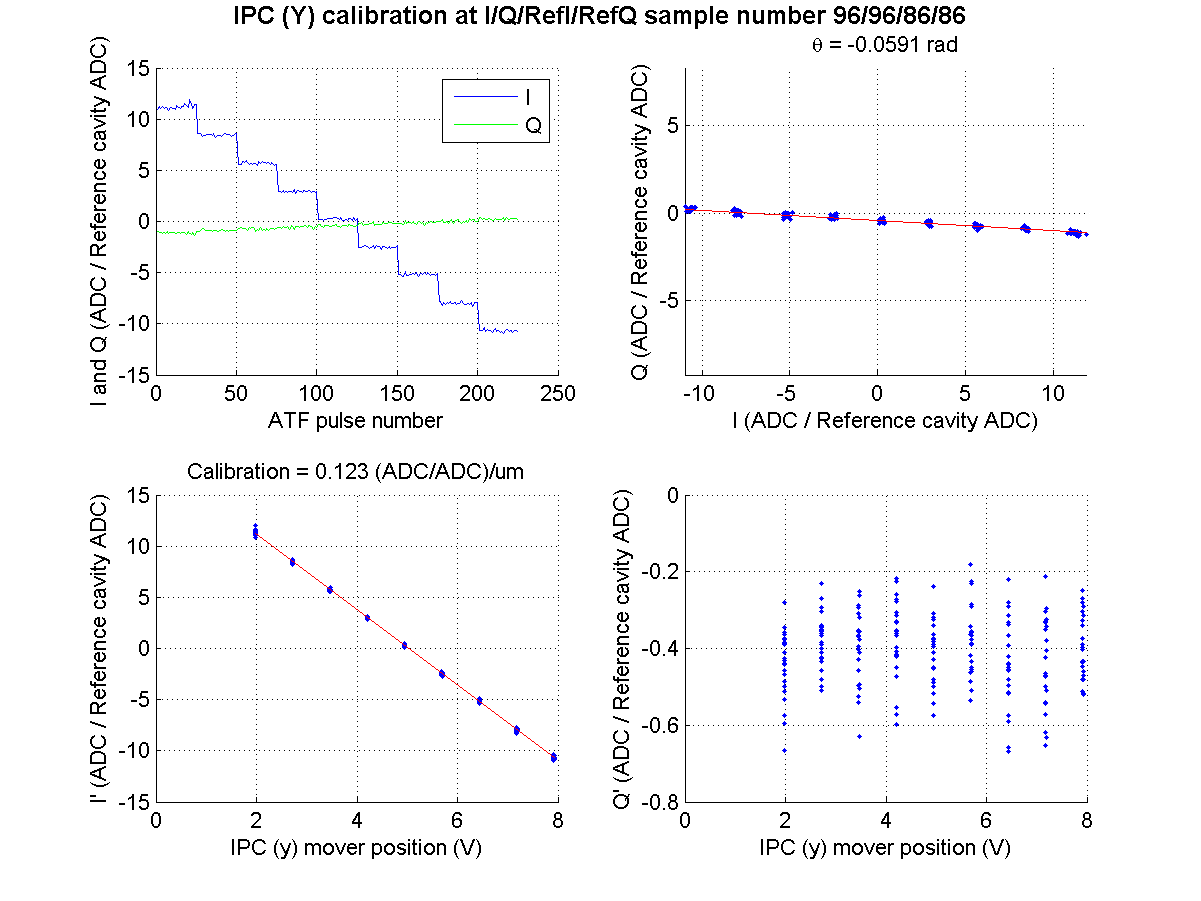 IPC (Y) calibration at I/Q/RefI/RefQ sample number 96/96/86/86
I and Q (ADC / Reference cavity ADC)
15
10
5
0
-5
-10
-15
0 50 100 150 200 250
ATF pulse number
I
Q
θ = -0.0591 rad
Q (ADC / Reference cavity ADC)
5
0
-5
-10 -5 0 5 10
I (ADC / Reference cavity ADC)
Calibration = 0.123 (ADC/ADC)/um
I' (ADC / Reference cavity ADC)
15
10
5
0
-5
-10
-15
0 2 4 6 8
IPC (y) mover position (V)
Q' (ADC / Reference cavity ADC)
0
-0.2
-0.4
-0.6
-0.8
0 2 4 6 8
IPC (y) mover position (V)